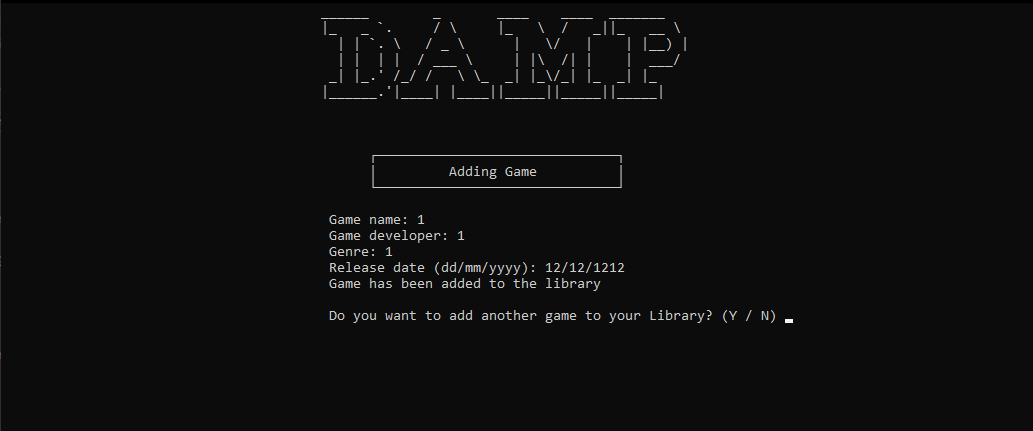 DAMP
Adding Game
Game name: 1
Game developer: 1
Genre: 1
Release date (dd/mm/yyyy): 12/12/1212
Game has been added to the library
Do you want to add another game to your Library? (Y / N)